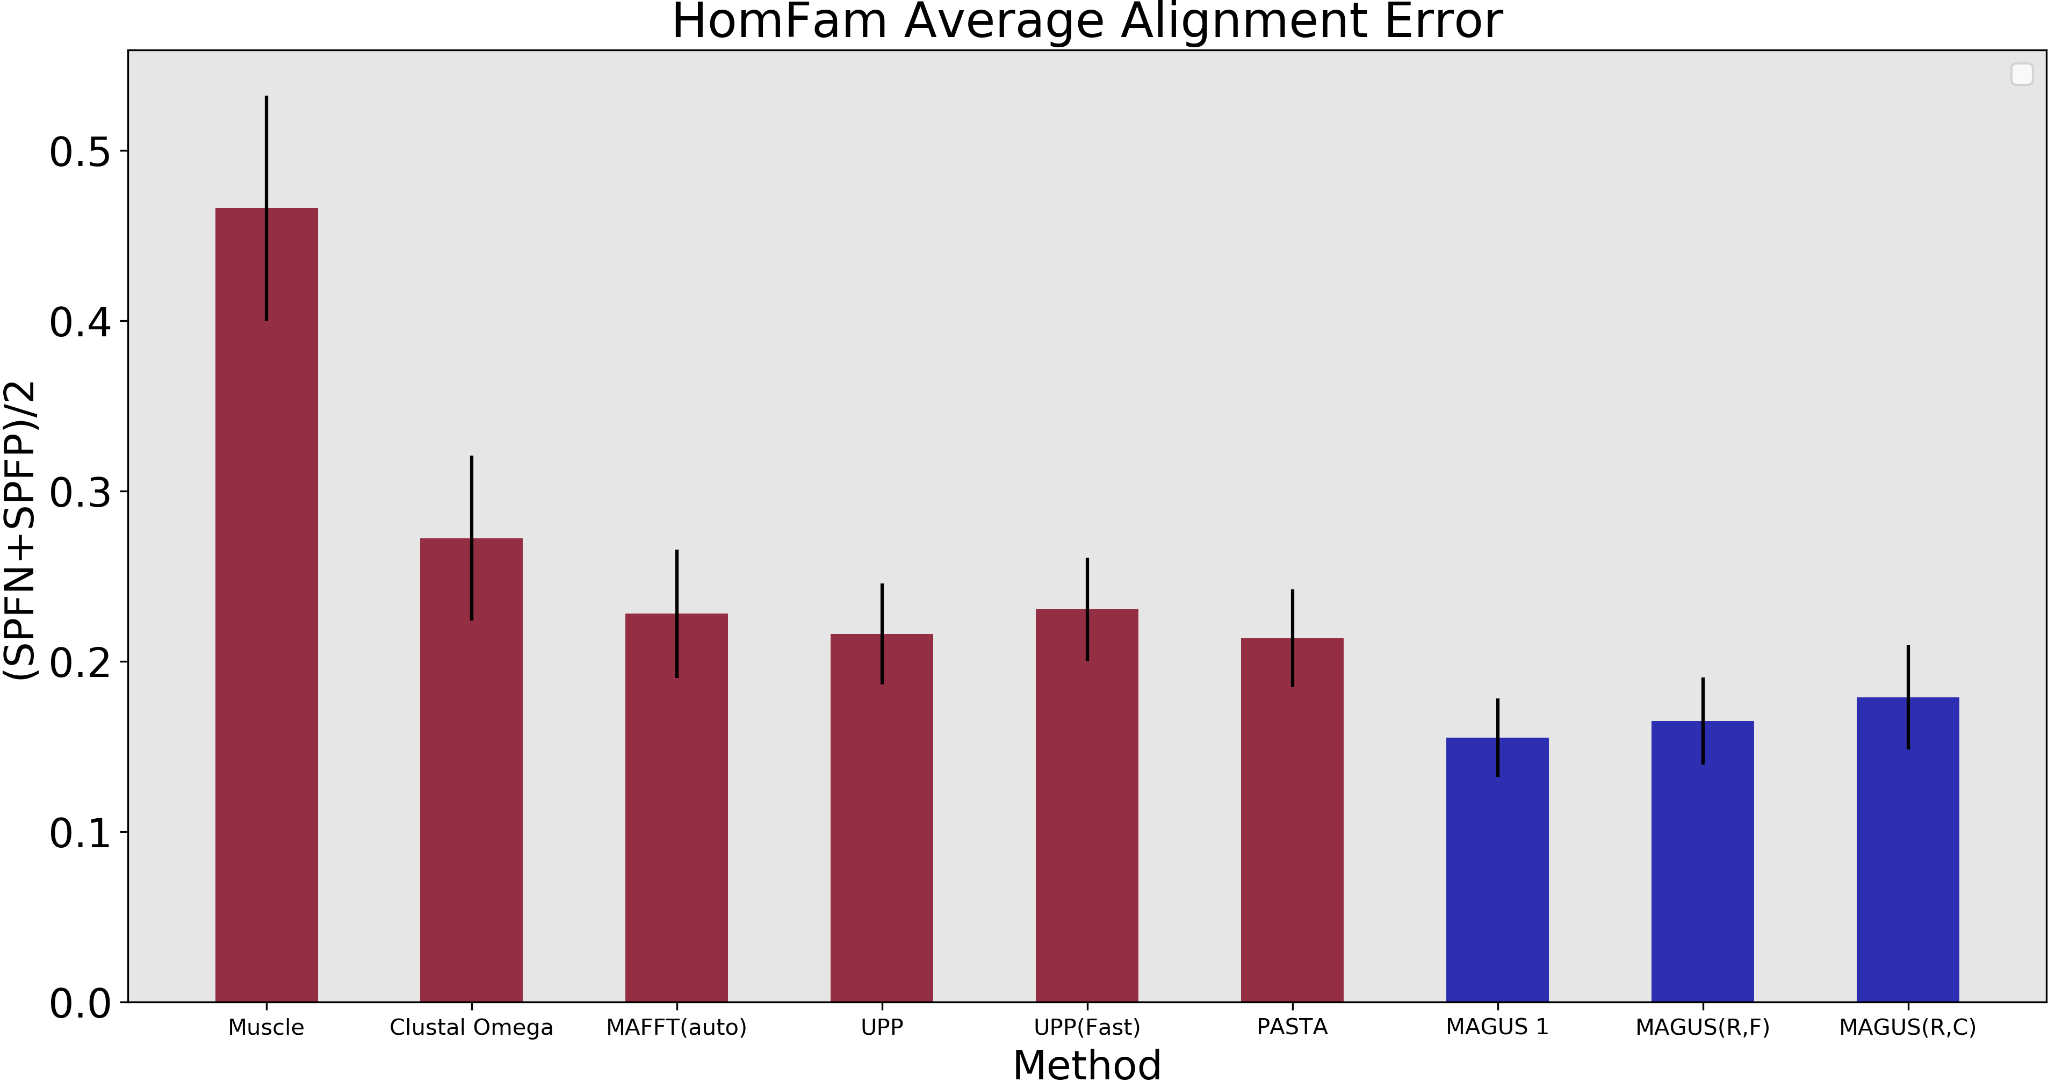 HomFam Average Alignment Error
(SPFN+SPFP)/2
0.5
0.4
0.3
0.2
0.1
0.0
Muscle
Clustal Omega
MAFFT(auto)
UPP
UPP(Fast)
PASTA
MAGUS 1
MAGUS(R,F)
MAGUS(R,C)
Method